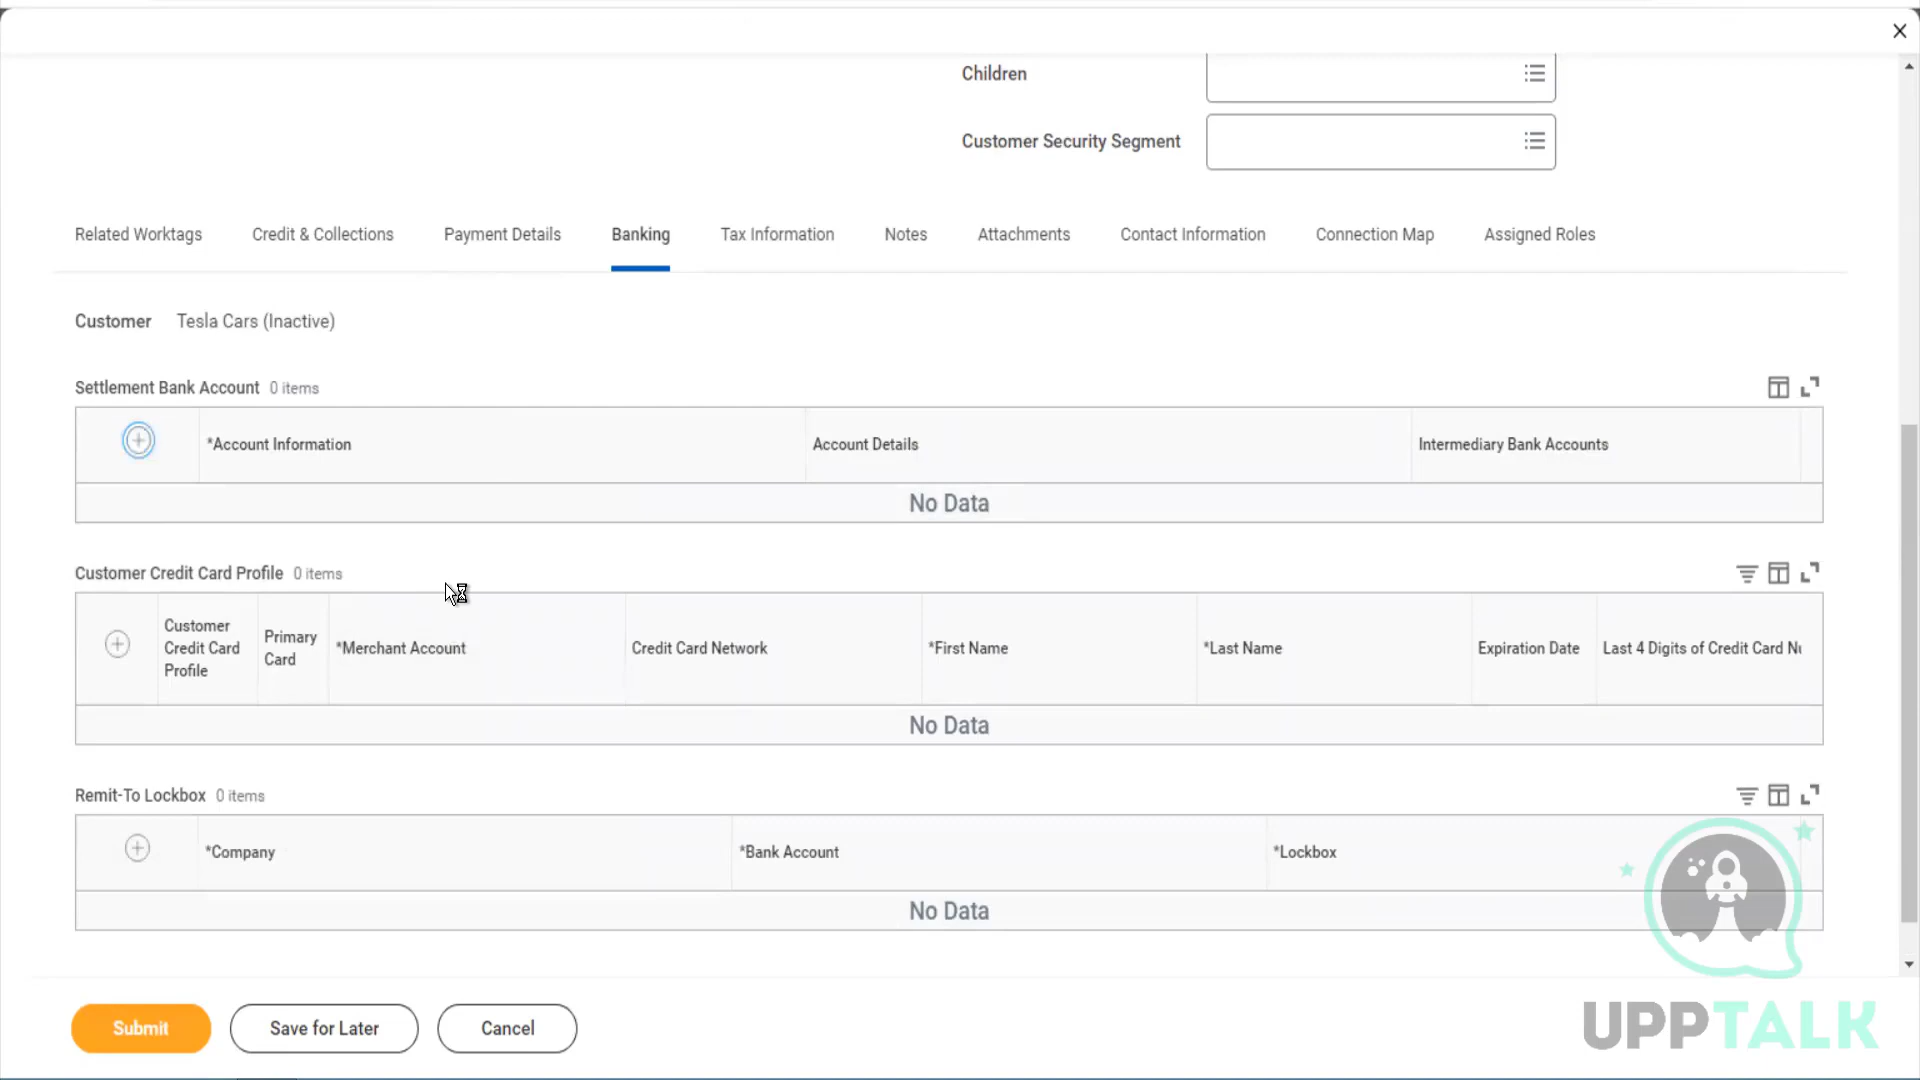 Children
Customer Security Segment
Related Worktags Credit & Collections Payment Details Banking Tax Information Notes Attachments Contact Information Connection Map Assigned Roles
Customer Tesla Cars (Inactive)
Settlement Bank Account 0 items
*Account Information Account Details Intermediary Bank Accounts
No Data
Customer Credit Card Profile 0 items
Customer Credit Card Profile Primary Card *Merchant Account Credit Card Network *First Name *Last Name Expiration Date Last 4 Digits of Credit Card Nu
No Data
Remit-To Lockbox 0 items
*Company *Bank Account *Lockbox
No Data
Submit Save for Later Cancel
UPPTALK